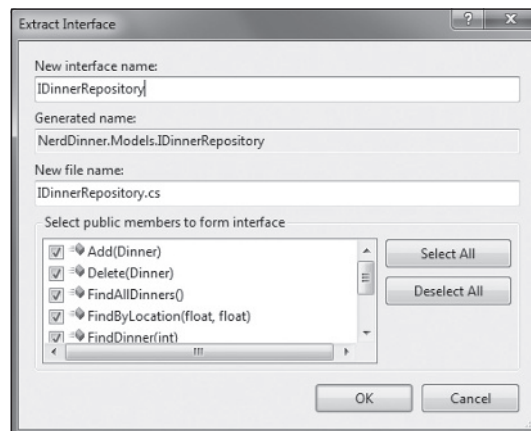 Extract Interface
New interface name:
IDinnerRepository
Generated name:
NerdDinner.Models.IDinnerRepository
New file name:
IDinnerRepository.cs
Select public members to form interface
Add(Dinner)
Delete(Dinner)
FindAllDinners()
FindByLocation(float, float)
FindDinner(int)
Select All
Deselect All
OK
Cancel